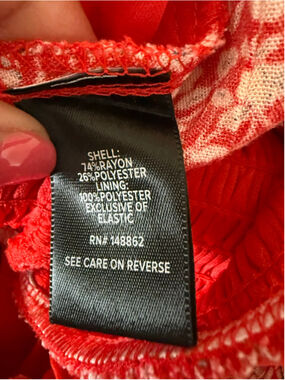 SHELL:
74%RAYON
26%POLYESTER
LINING:
100%POLYESTER
EXCLUSIVE OF
ELASTIC
RN# 148862
SEE CARE ON REVERSE